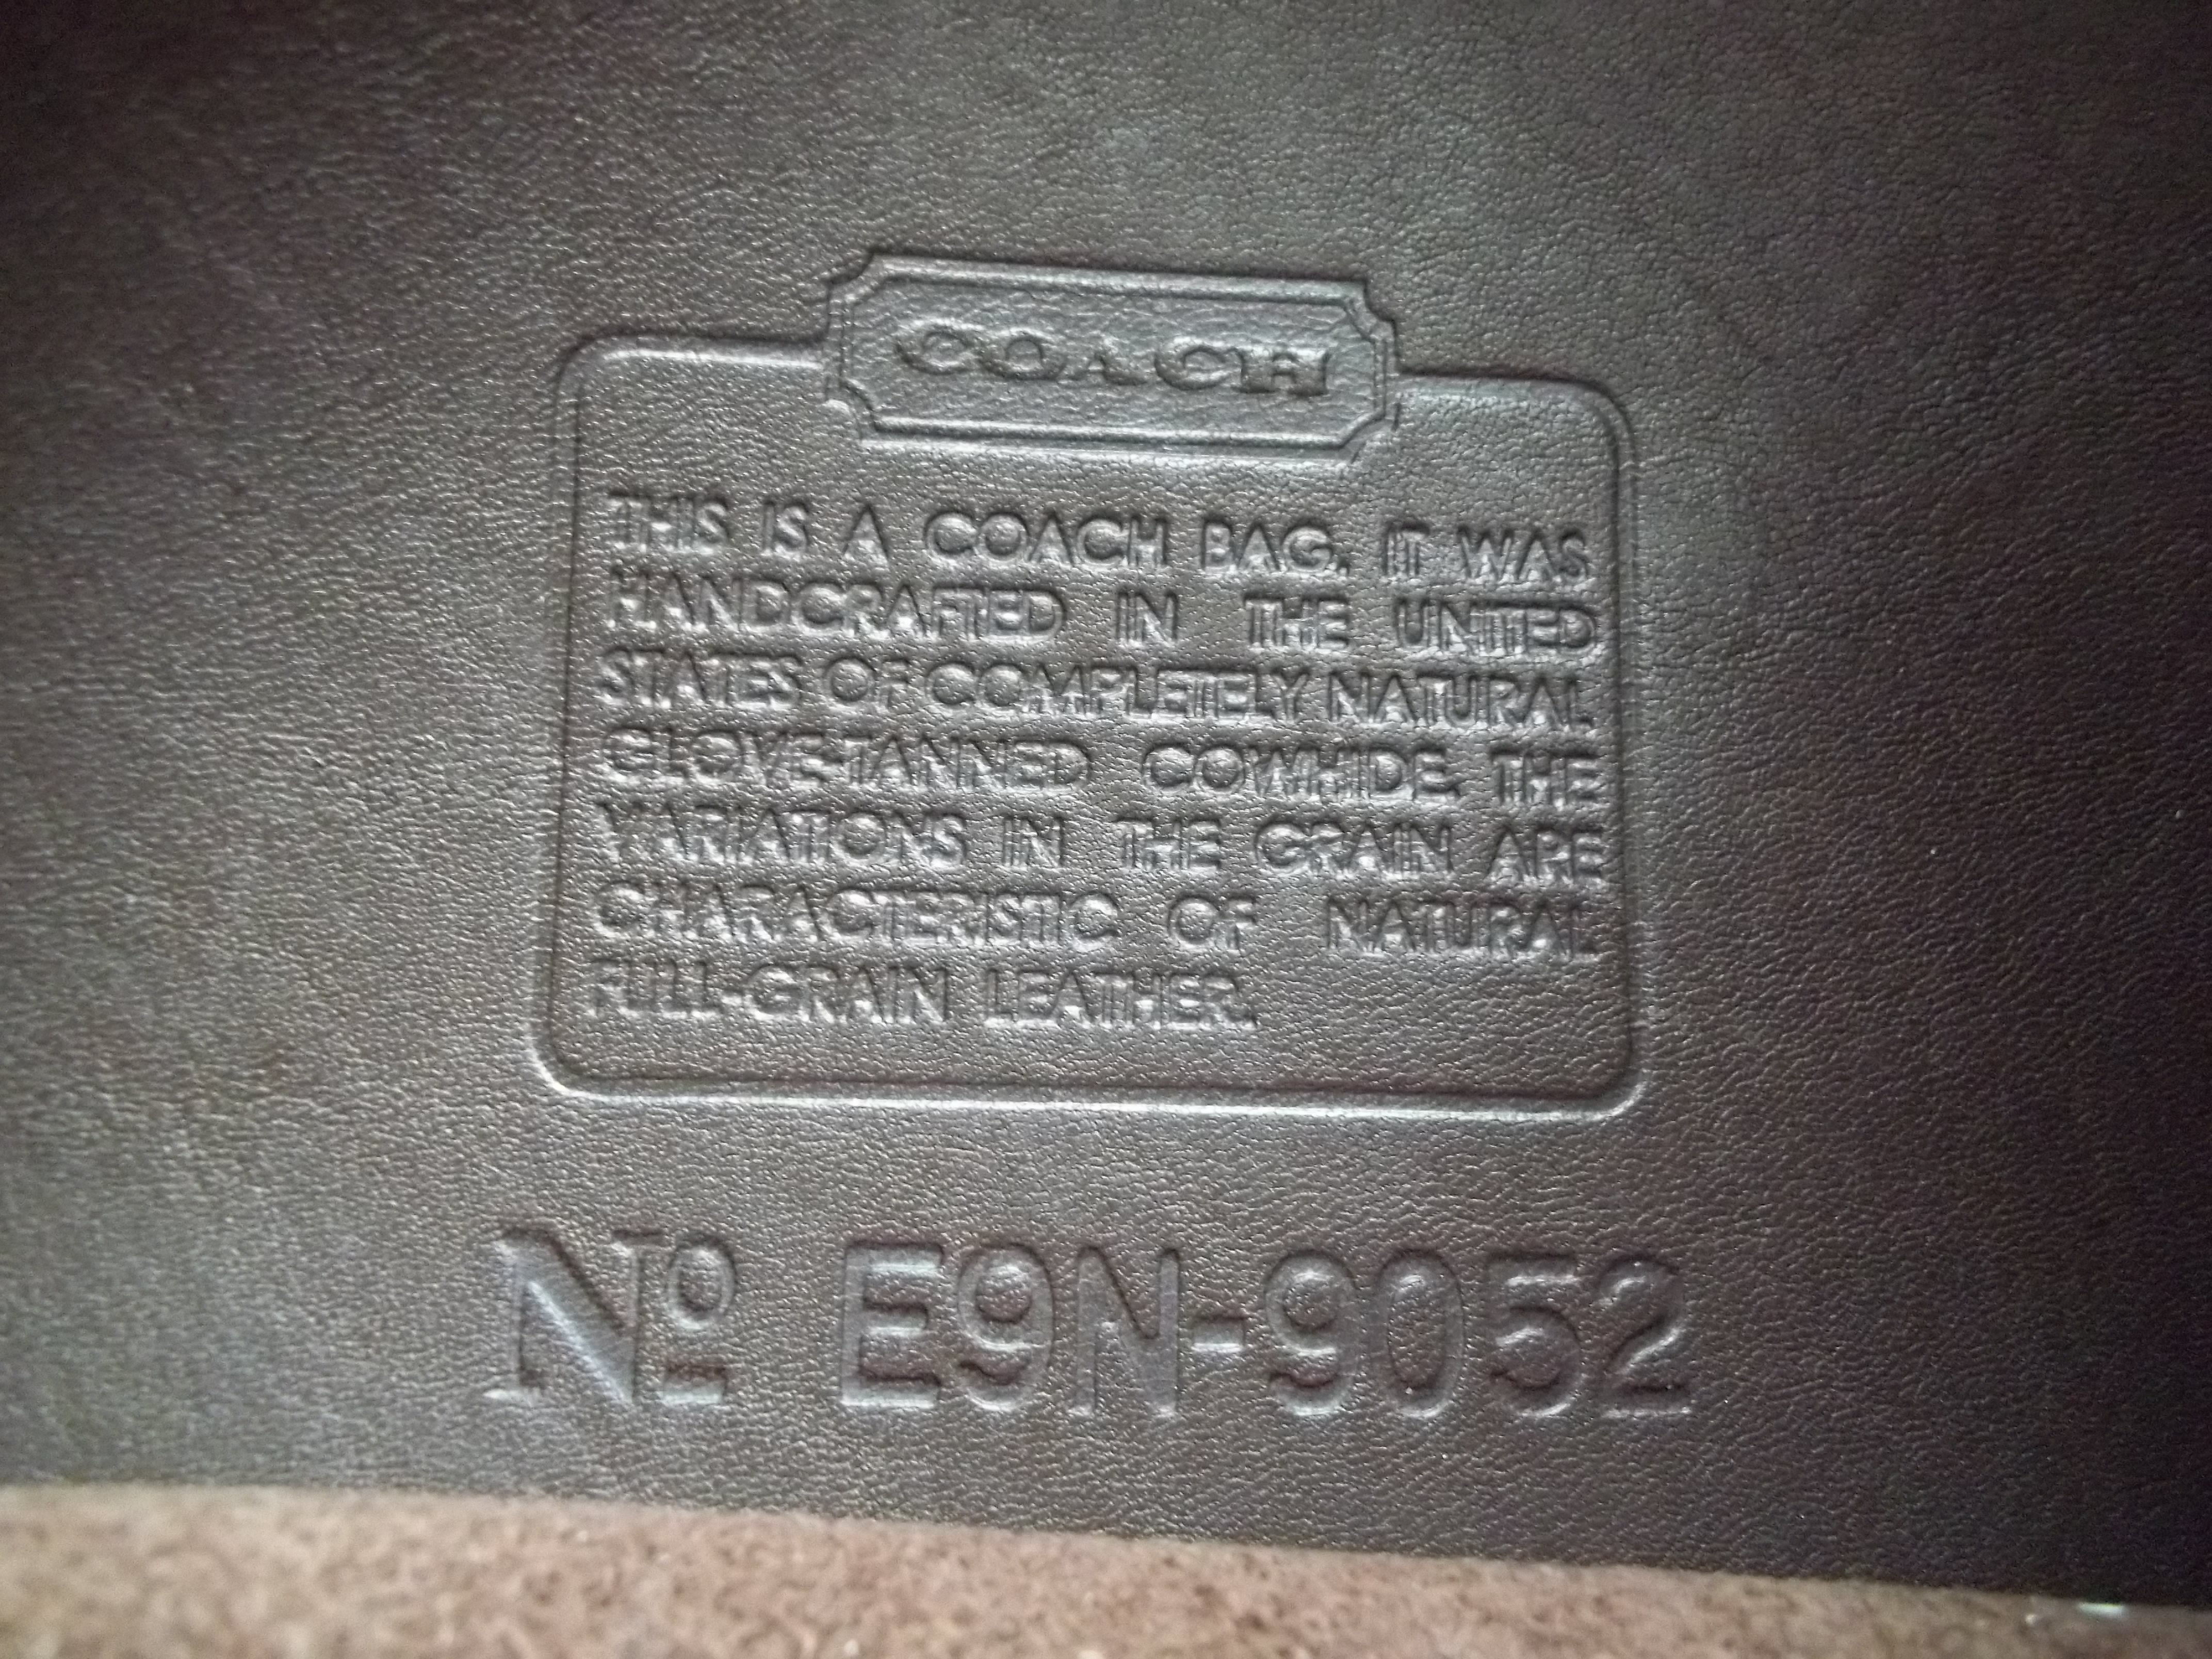 COACH
THIS IS A COACH BAG. IT WAS
HANDCRAFTED IN THE UNITED
STATES OF COMPLETELY NATURAL
GLOVE-TANNED COWHIDE. THE
VARIATIONS IN THE GRAIN ARE
CHARACTERISTIC OF NATURAL
FULL-GRAIN LEATHER.
Nº E9N-9052